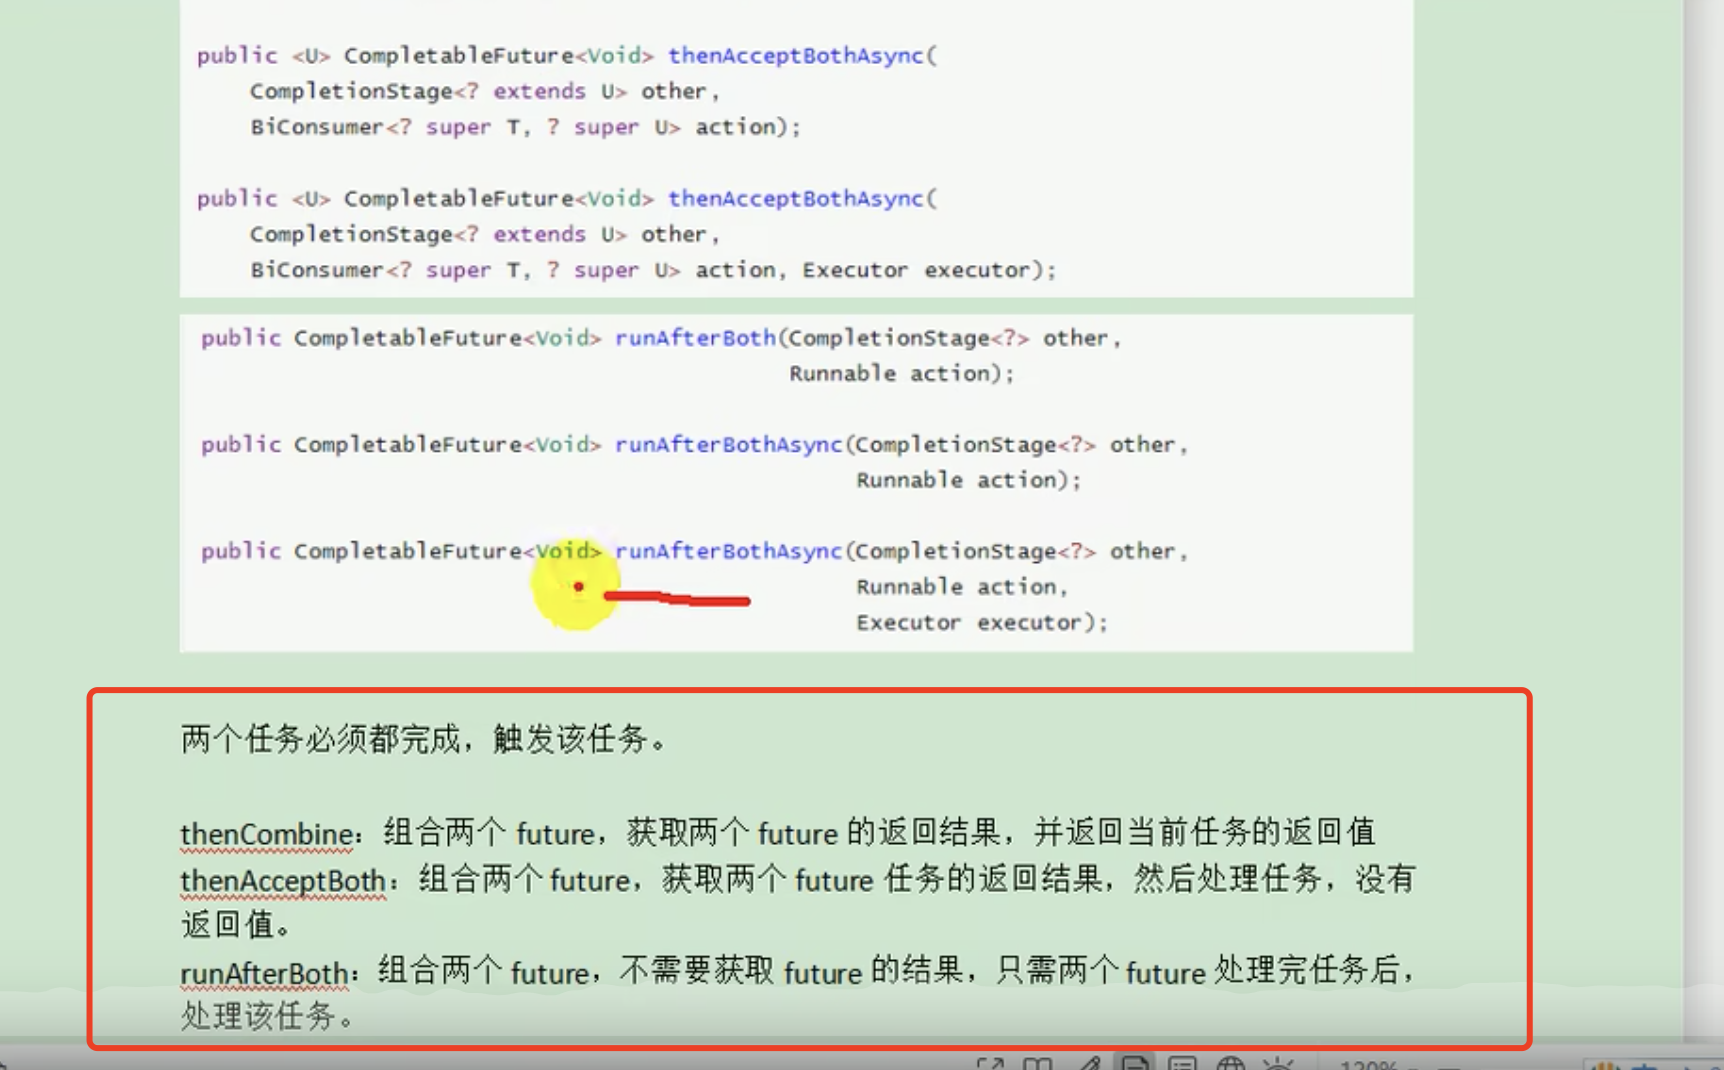 public <U> CompletableFuture<Void> thenAcceptBothAsync(
CompletionStage<? extends U> other,
BiConsumer<? super T, ? super U> action);
public <U> CompletableFuture<Void> thenAcceptBothAsync(
CompletionStage<? extends U> other,
BiConsumer<? super T, ? super U> action, Executor executor);
public CompletableFuture<Void> runAfterBoth(CompletionStage<?> other,
Runnable action);
public CompletableFuture<Void> runAfterBothAsync(CompletionStage<?> other,
Runnable action);
public CompletableFuture<Void> runAfterBothAsync(CompletionStage<?> other,
Runnable action,
Executor executor);
两个任务必须都完成，触发该任务。
thenCombine：组合两个 future，获取两个 future 的返回结果，并返回当前任务的返回值
thenAcceptBoth：组合两个 future，获取两个 future 任务的返回结果，然后处理任务，没有
返回值。
runAfterBoth：组合两个 future，不需要获取 future 的结果，只需两个 future 处理完任务后，
处理该任务。